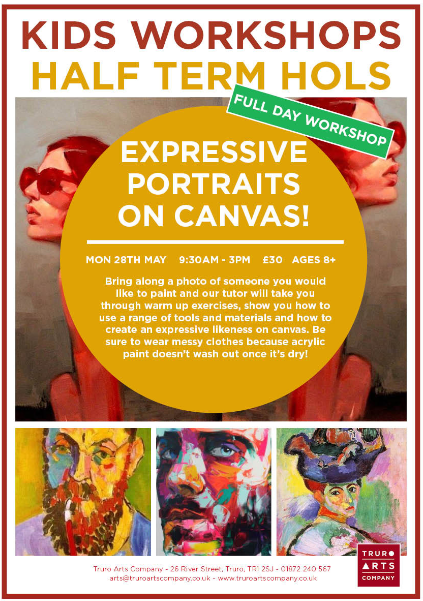 KIDS WORKSHOPS
HALF TERM HOLS
FULL DAY WORKSHOP
EXPRESSIVE
PORTRAITS
ON CANVAS!
MON 28TH MAY 9:30AM - 3PM £30 AGES 8+
Bring along a photo of someone you would
like to paint and our tutor will take you
through warm up exercises, show you how to
use a range of tools and materials and how to
create an expressive likeness on canvas. Be
sure to wear messy clothes because acrylic
paint doesn't wash out once it's dry!
TRURO
ARTS
COMPANY
Truro Arts Company - 26 River Street, Truro, TR1 2SJ - 01872 240 567
arts@truroartscompany.co.uk - www.truroartscompany.co.uk